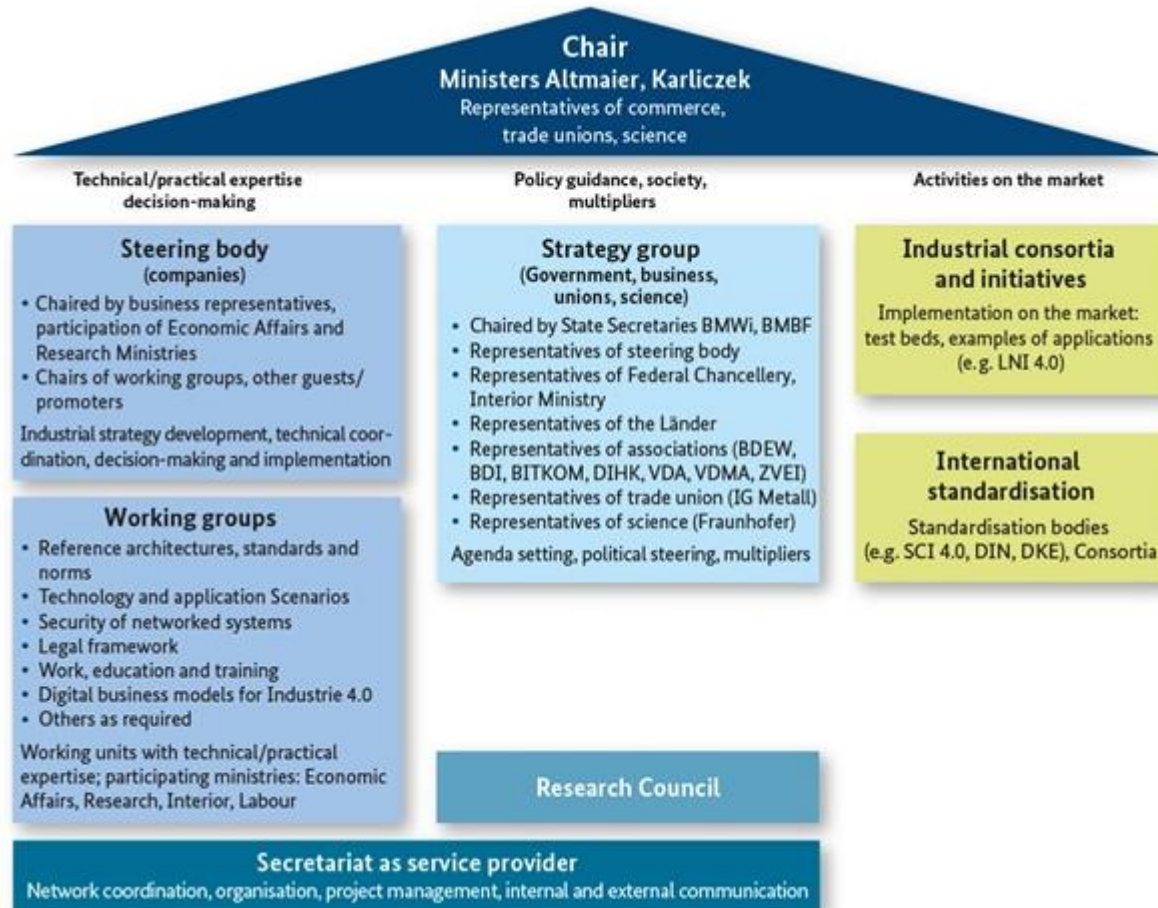 Chair
Ministers Altmaier, Karliczek
Representatives of commerce,
trade unions, science
Technical/practical expertise
decision-making
Steering body
(companies)
• Chaired by business representatives,
participation of Economic Affairs and
Research Ministries
• Chairs of working groups, other guests/
promoters
Industrial strategy development, technical coor-
dination, decision-making and implementation
Working groups
• Reference architectures, standards and
norms
• Technology and application Scenarios
• Security of networked systems
• Legal framework
• Work, education and training
• Digital business models for Industrie 4.0
• Others as required
Working units with technical/practical
expertise; participating ministries: Economic
Affairs, Research, Interior, Labour
Policy guidance, society,
multipliers
Strategy group
(Government, business,
unions, science)
• Chaired by State Secretaries BMWi, BMBF
• Representatives of steering body
• Representatives of Federal Chancellery,
Interior Ministry
• Representatives of the Länder
• Representatives of associations (BDEW,
BDI, BITKOM, DIHK, VDA, VDMA, ZVEI)
• Representatives of trade union (IG Metall)
• Representatives of science (Fraunhofer)
Agenda setting, political steering, multipliers
Research Council
Activities on the market
Industrial consortia
and initiatives
Implementation on the market:
test beds, examples of applications
(e.g. LNI 4.0)
International
standardisation
Standardisation bodies
(e.g. SCI 4.0, DIN, DKE), Consortia
Secretariat as service provider
Network coordination, organisation, project management, internal and external communication